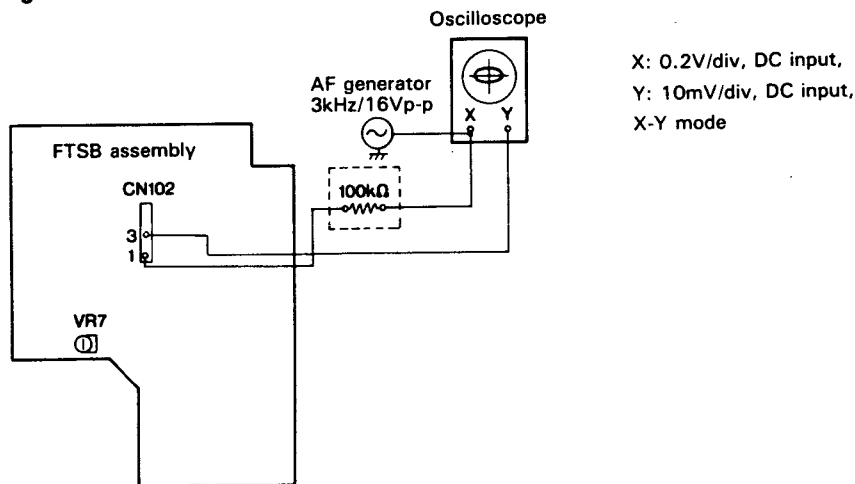 Oscilloscope
X: 0.2V/div, DC input,
Y: 10mV/div, DC input,
X-Y mode
AF generator
3kHz/16Vp-p
X Y
FTSB assembly
CN102
100kΩ
3
1
VR7